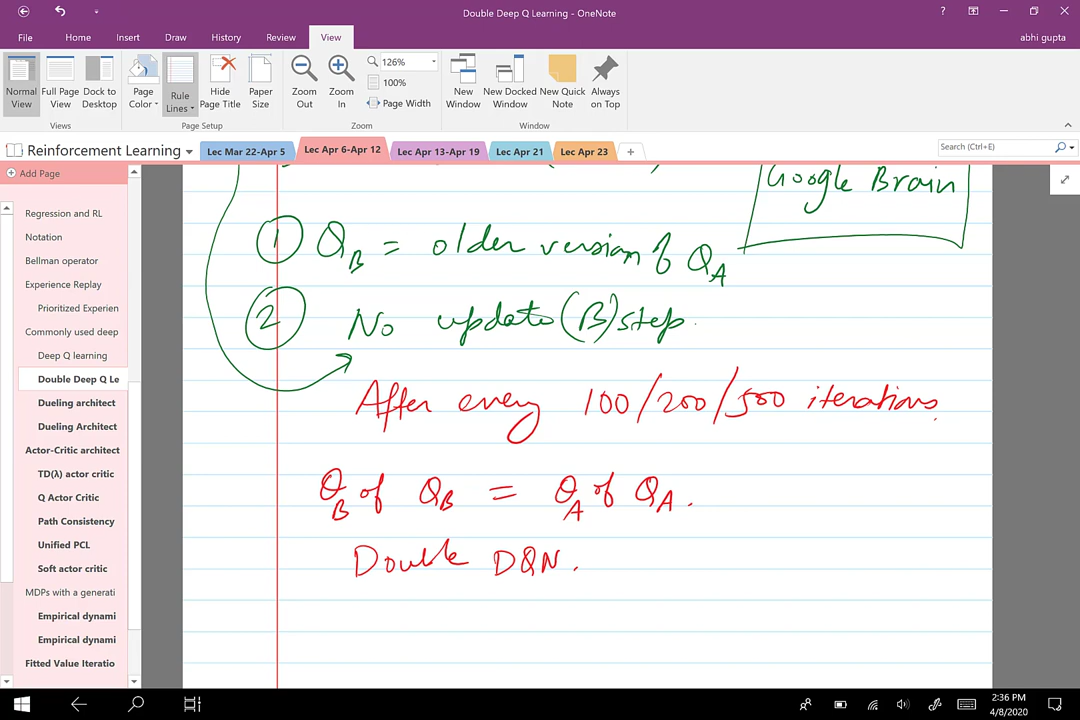 Double Deep Q Learning - OneNote
File Home Insert Draw History Review View abhi gupta
Normal View
Full Page View
Dock to Desktop
Page Color
Rule Lines
Hide Page Title
Paper Size
Zoom Out
Zoom In
126%
100%
Page Width
New Window
New Docked Window
New Quick Note
Always on Top
Views Page Setup Zoom Window
Reinforcement Learning Lec Mar 22-Apr 5 Lec Apr 6-Apr 12 Lec Apr 13-Apr 19 Lec Apr 21 Lec Apr 23 + Search (Ctrl+E)
Add Page
Regression and RL
Notation
Bellman operator
Experience Replay
Prioritized Experien
Commonly used deep
Deep Q learning
Double Deep Q Le
Dueling architect
Dueling Architect
Actor-Critic architect
TD(λ) actor critic
Q Actor Critic
Path Consistency
Unified PCL
Soft actor critic
MDPs with a generati
Empirical dynami
Empirical dynami
Fitted Value Iteratio
Google Brain
1 Q_B = older version of Q_A
2 No update (B) step.
After every 100/200/500 iterations.
θ_B of Q_B = θ_A of Q_A.
Double DQN.
2:36 PM
4/8/2020